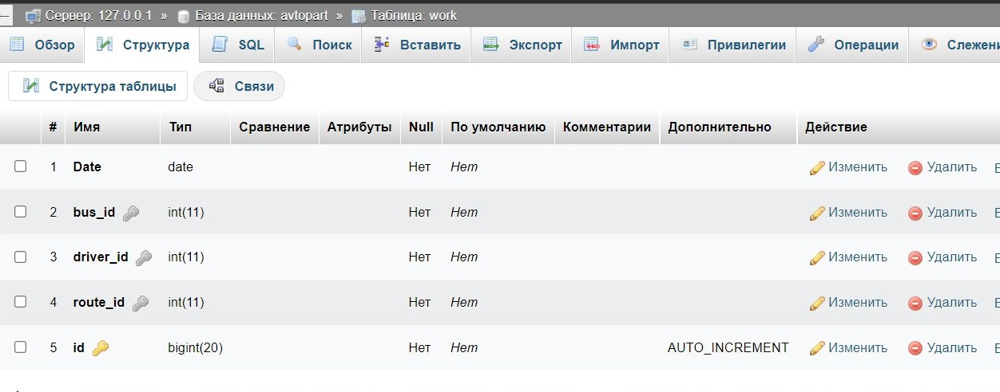 Сервер: 127.0.0.1 » База данных: avtopart » Таблица: work
Обзор Структура SQL Поиск Вставить Экспорт Импорт Привилегии Операции
Структура таблицы Связи
# Имя Тип Сравнение Атрибуты Null По умолчанию Комментарии Дополнительно Действие
1 Date date Нет Нет Изменить Удалить
2 bus_id int(11) Нет Нет Изменить Удалить
3 driver_id int(11) Нет Нет Изменить Удалить
4 route_id int(11) Нет Нет Изменить Удалить
5 id bigint(20) Нет Нет AUTO_INCREMENT Изменить Удалить